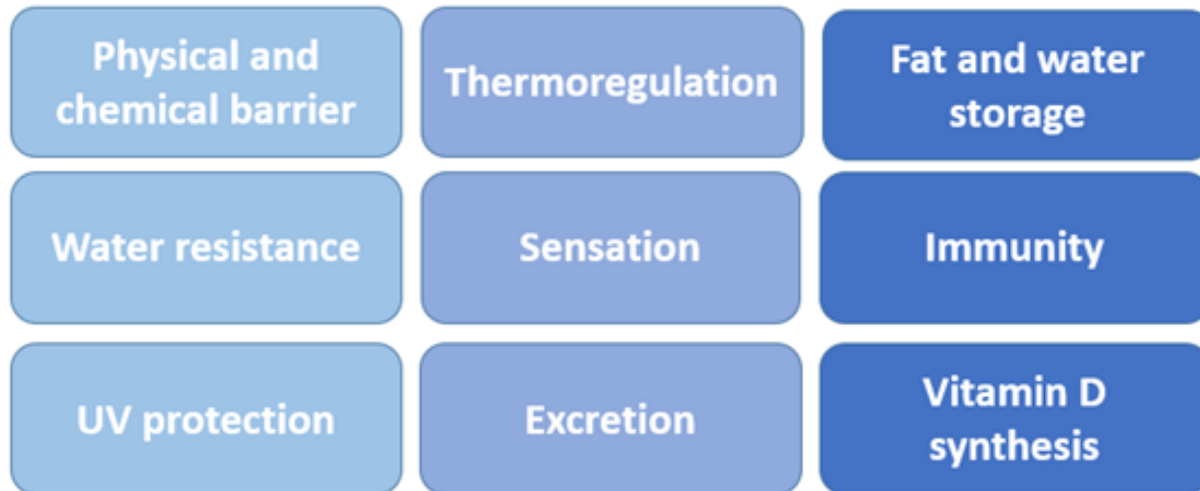 Physical and
chemical barrier
Thermoregulation
Fat and water
storage
Water resistance
Sensation
Immunity
UV protection
Excretion
Vitamin D
synthesis